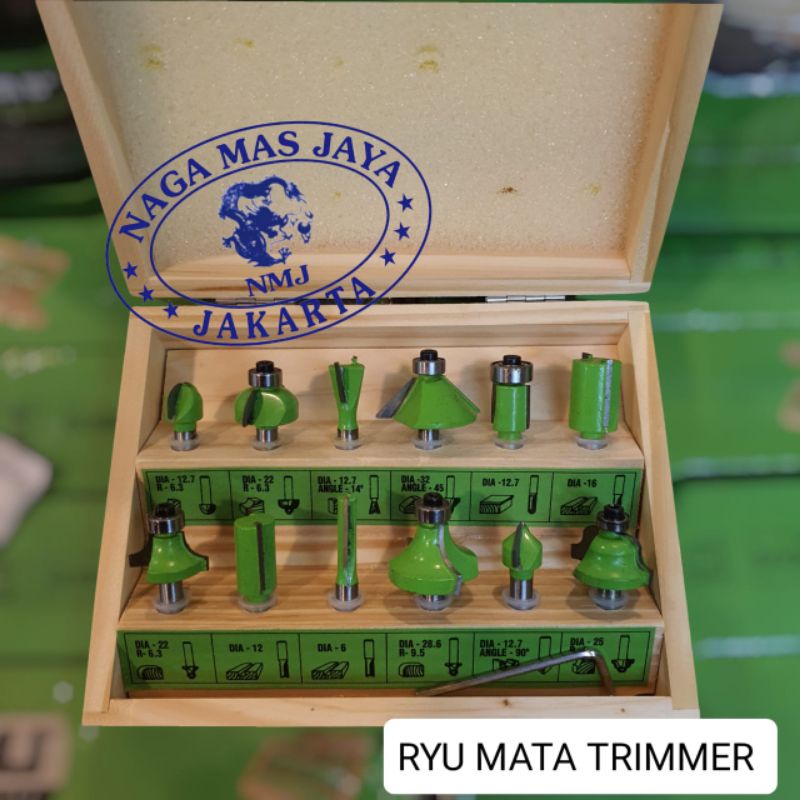 NAGA MAS JAYA
NMJ
JAKARTA
DIA - 12.7
R - 6.3
DIA - 22
R - 6.3
DIA - 12.7
ANGLE - 14°
DIA -32
ANGLE - 45
DIA -12.7
DIA -16
DIA - 22
R- 6.3
DIA - 12
DIA - 6
DIA - 28.6
R- 9.5
DIA - 12.7
ANGLE - 90°
DIA - 25
RYU MATA TRIMMER